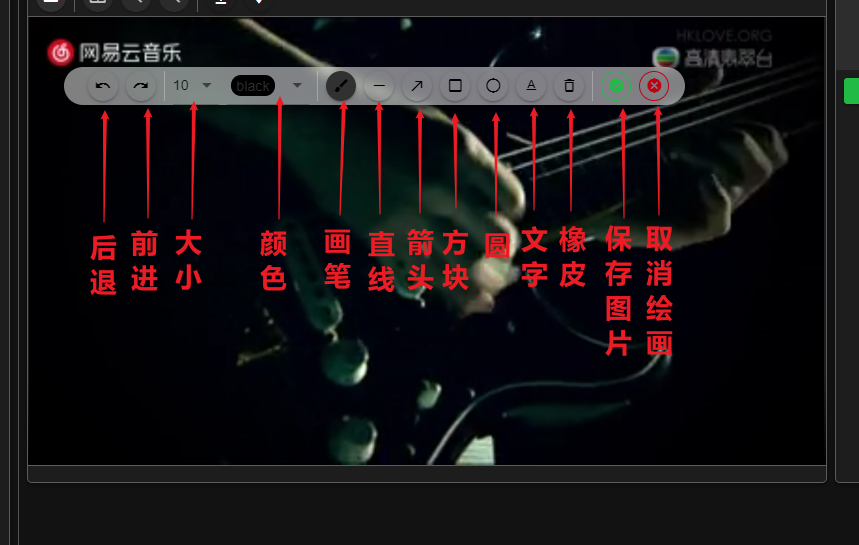 HKLOVE.ORG
网易云音乐
高清翡翠台
10
black
A
后退
前进
大小
颜色
画笔
直线
箭头
方块
圆
文字
橡皮
保存图片
取消绘画